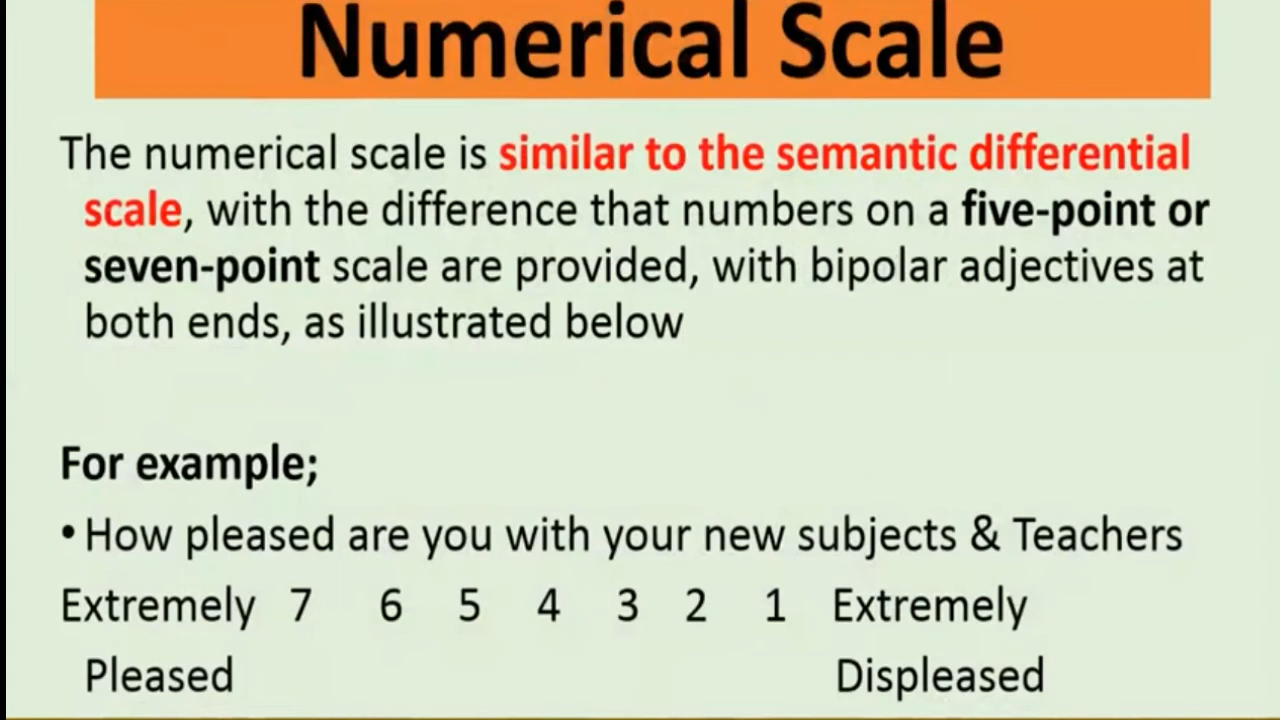 Numerical Scale
The numerical scale is similar to the semantic differential
scale, with the difference that numbers on a five-point or
seven-point scale are provided, with bipolar adjectives at
both ends, as illustrated below
For example;
• How pleased are you with your new subjects & Teachers
Extremely 7 6 5 4 3 2 1 Extremely
Pleased Displeased